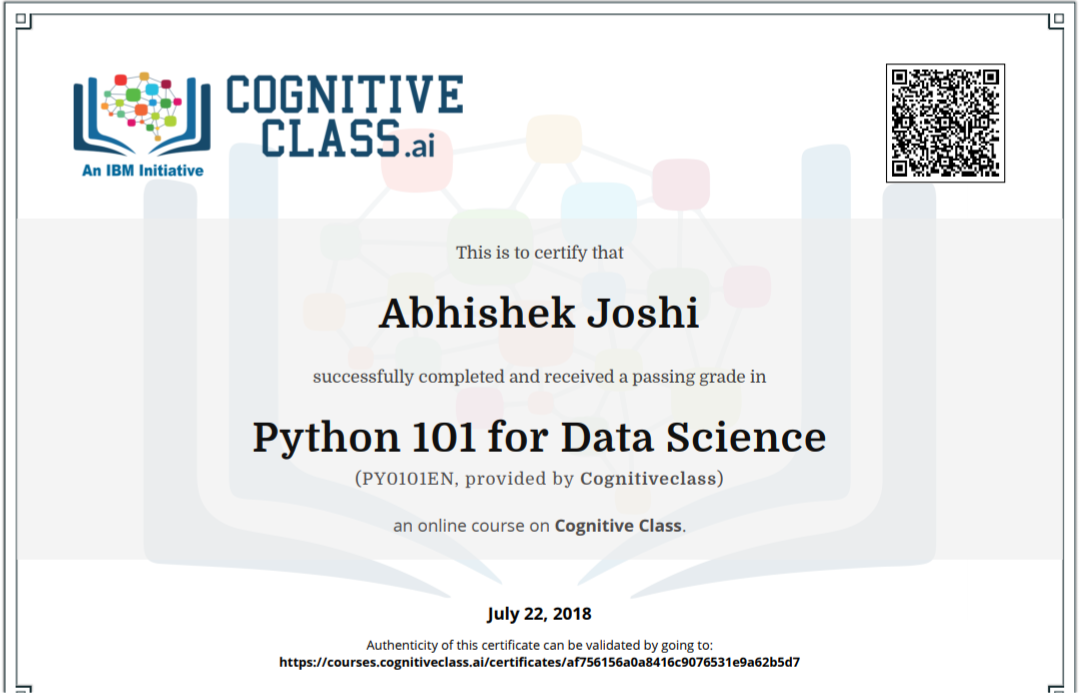 COGNITIVE
CLASS.ai
An IBM Initiative
This is to certify that
Abhishek Joshi
successfully completed and received a passing grade in
Python 101 for Data Science
(PY0101EN, provided by Cognitiveclass)
an online course on Cognitive Class.
July 22, 2018
Authenticity of this certificate can be validated by going to:
https://courses.cognitiveclass.ai/certificates/af756156a0a8416c9076531e9a62b5d7